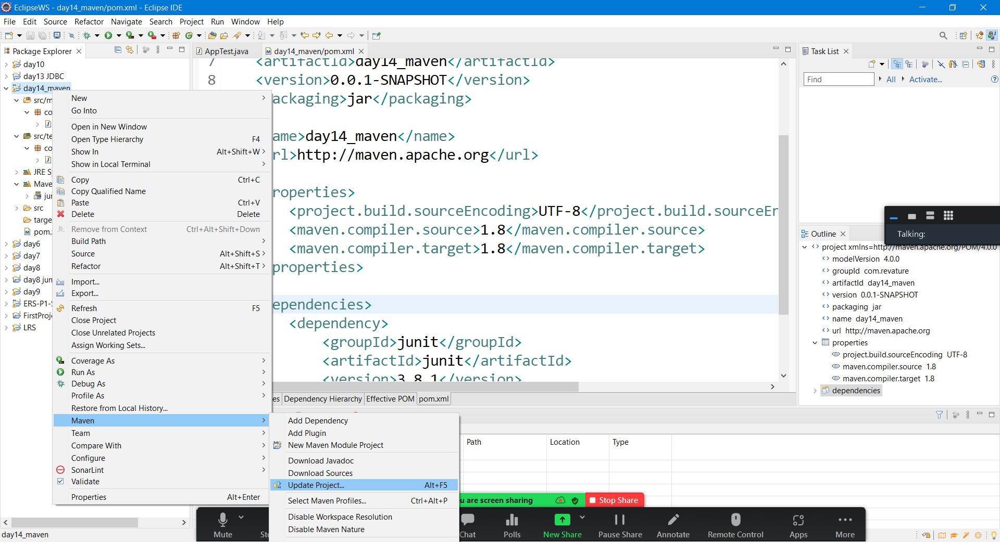 EclipseWS - day14_maven/pom.xml - Eclipse IDE
File Edit Source Refactor Navigate Search Project Run Window Help
Package Explorer
day10
day13 JDBC
day14_maven
src/m
co
src/te
co
JRE Sy
Mave
jun
src
targe
pom.
day6
day7
day8
day8 jun
day9
ERS-P1-S
FirstProje
LRS
New
Go Into
Open in New Window
Open Type Hierarchy F4
Show In Alt+Shift+W
Show in Local Terminal
Copy Ctrl+C
Copy Qualified Name
Paste Ctrl+V
Delete Delete
Remove from Context Ctrl+Alt+Shift+Down
Build Path
Source Alt+Shift+S
Refactor Alt+Shift+T
Import...
Export...
Refresh F5
Close Project
Close Unrelated Projects
Assign Working Sets...
Coverage As
Run As
Debug As
Profile As
Restore from Local History...
Maven
Team
Compare With
Configure
SonarLint
Validate
Properties Alt+Enter
Add Dependency
Add Plugin
New Maven Module Project
Download Javadoc
Download Sources
Update Project... Alt+F5
Select Maven Profiles... Ctrl+Alt+P
Disable Workspace Resolution
Disable Maven Nature
AppTest.java day14_maven/pom.xml
7 <artifactId>day14_maven</artifactId>
8 <version>0.0.1-SNAPSHOT</version>
ackaging>jar</packaging>
ame>day14_maven</name>
rl>http://maven.apache.org</url>
roperties>
<project.build.sourceEncoding>UTF-8</project.build.sourceEn
<maven.compiler.source>1.8</maven.compiler.source>
<maven.compiler.target>1.8</maven.compiler.target>
properties>
ependencies>
<dependency>
<groupId>junit</groupId>
<artifactId>junit</artifactId>
<version>3.8.1</version>
es Dependency Hierarchy Effective POM pom.xml
Path Location Type
Task List
Find All Activate...
Talking:
Outline
project xmlns=http://maven.apache.org/POM/4.0.0
modelVersion 4.0.0
groupId com.revature
artifactId day14_maven
version 0.0.1-SNAPSHOT
packaging jar
name day14_maven
url http://maven.apache.org
properties
project.build.sourceEncoding UTF-8
maven.compiler.source 1.8
maven.compiler.target 1.8
dependencies
u are screen sharing Stop Share
Mute Sto Chat Polls New Share Pause Share Annotate Remote Control Apps More
day14_maven